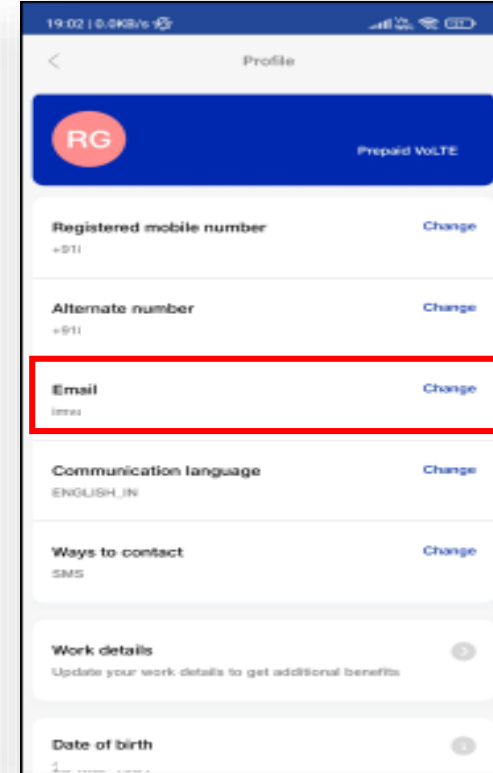 19:02 | 0.0KB/s
Profile
RG
Prepaid VoLTE
Registered mobile number
Change
+91
Alternate number
Change
+91
Email
Change
Communication language
Change
ENGLISH_IN
Ways to contact
Change
SMS
Work details
Update your work details to get additional benefits
Date of birth